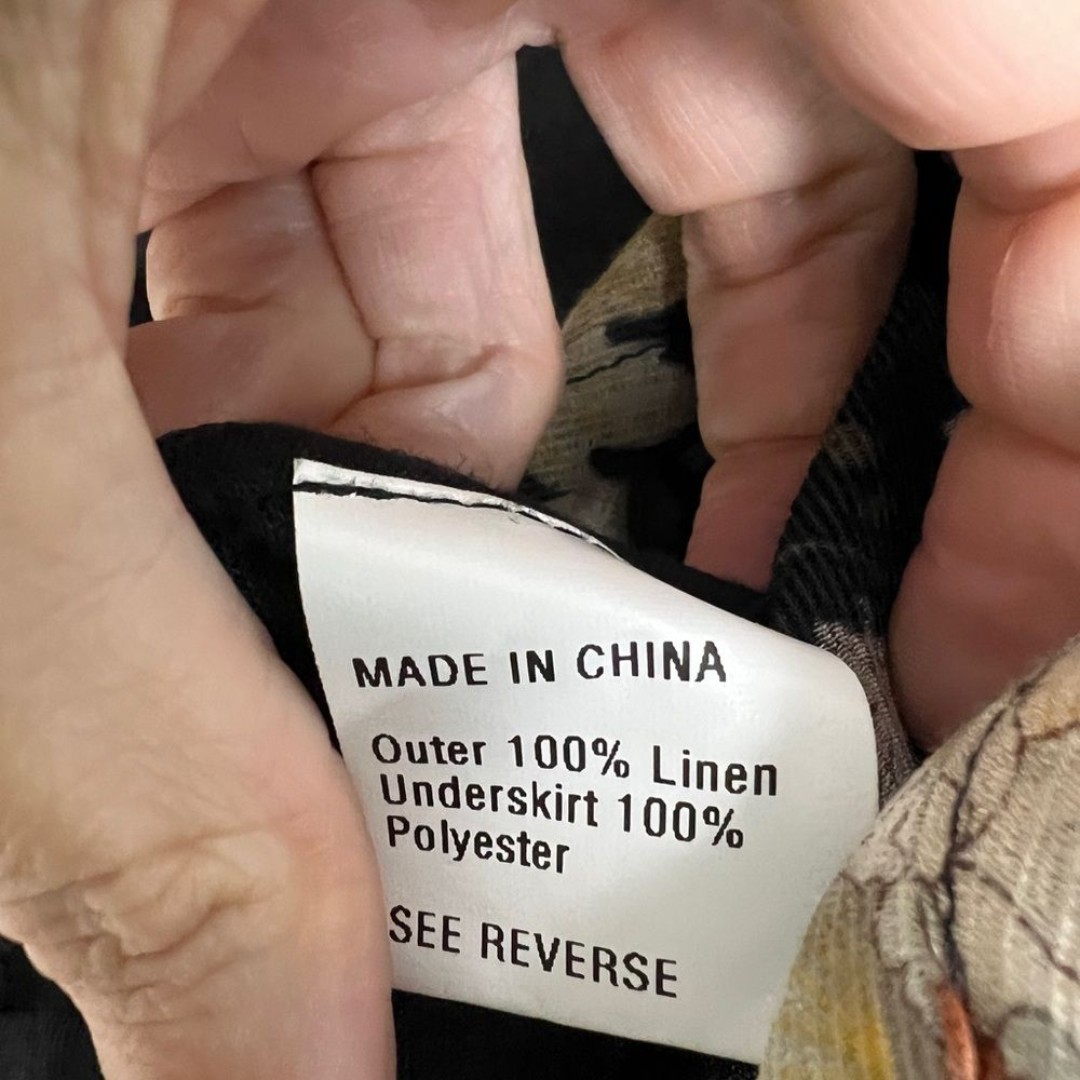 MADE IN CHINA
Outer 100% Linen
Underskirt 100%
Polyester
SEE REVERSE